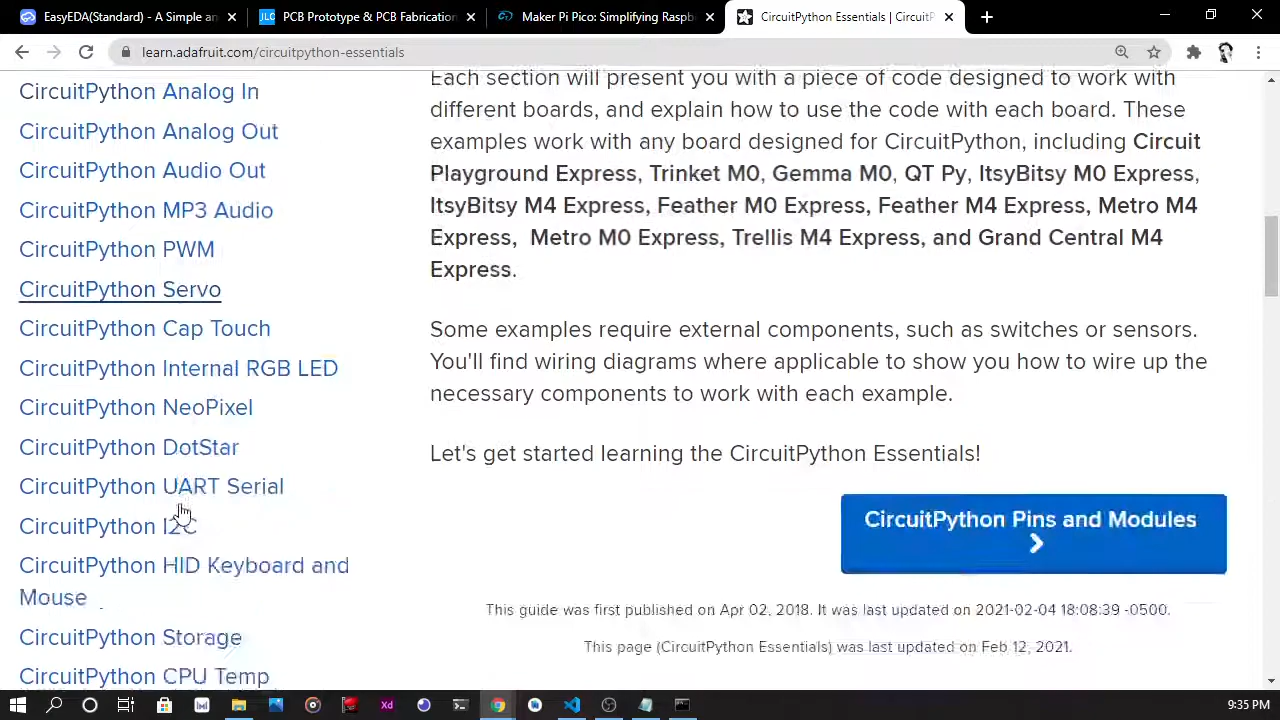 EasyEDA(Standard) - A Simple an
JLC
PCB Prototype & PCB Fabrication
Maker Pi Pico: Simplifying Raspb
CircuitPython Essentials | CircuitP
learn.adafruit.com/circuitpython-essentials
CircuitPython Analog In
CircuitPython Analog Out
CircuitPython Audio Out
CircuitPython MP3 Audio
CircuitPython PWM
CircuitPython Servo
CircuitPython Cap Touch
CircuitPython Internal RGB LED
CircuitPython NeoPixel
CircuitPython DotStar
CircuitPython UART Serial
CircuitPython I2C
CircuitPython HID Keyboard and
Mouse
CircuitPython Storage
CircuitPython CPU Temp
Each section will present you with a piece of code designed to work with
different boards, and explain how to use the code with each board. These
examples work with any board designed for CircuitPython, including Circuit
Playground Express, Trinket M0, Gemma M0, QT Py, ItsyBitsy M0 Express,
ItsyBitsy M4 Express, Feather M0 Express, Feather M4 Express, Metro M4
Express, Metro M0 Express, Trellis M4 Express, and Grand Central M4
Express.
Some examples require external components, such as switches or sensors.
You'll find wiring diagrams where applicable to show you how to wire up the
necessary components to work with each example.
Let's get started learning the CircuitPython Essentials!
CircuitPython Pins and Modules
This guide was first published on Apr 02, 2018. It was last updated on 2021-02-04 18:08:39 -0500.
This page (CircuitPython Essentials) was last updated on Feb 12, 2021.
Xd
9:35 PM